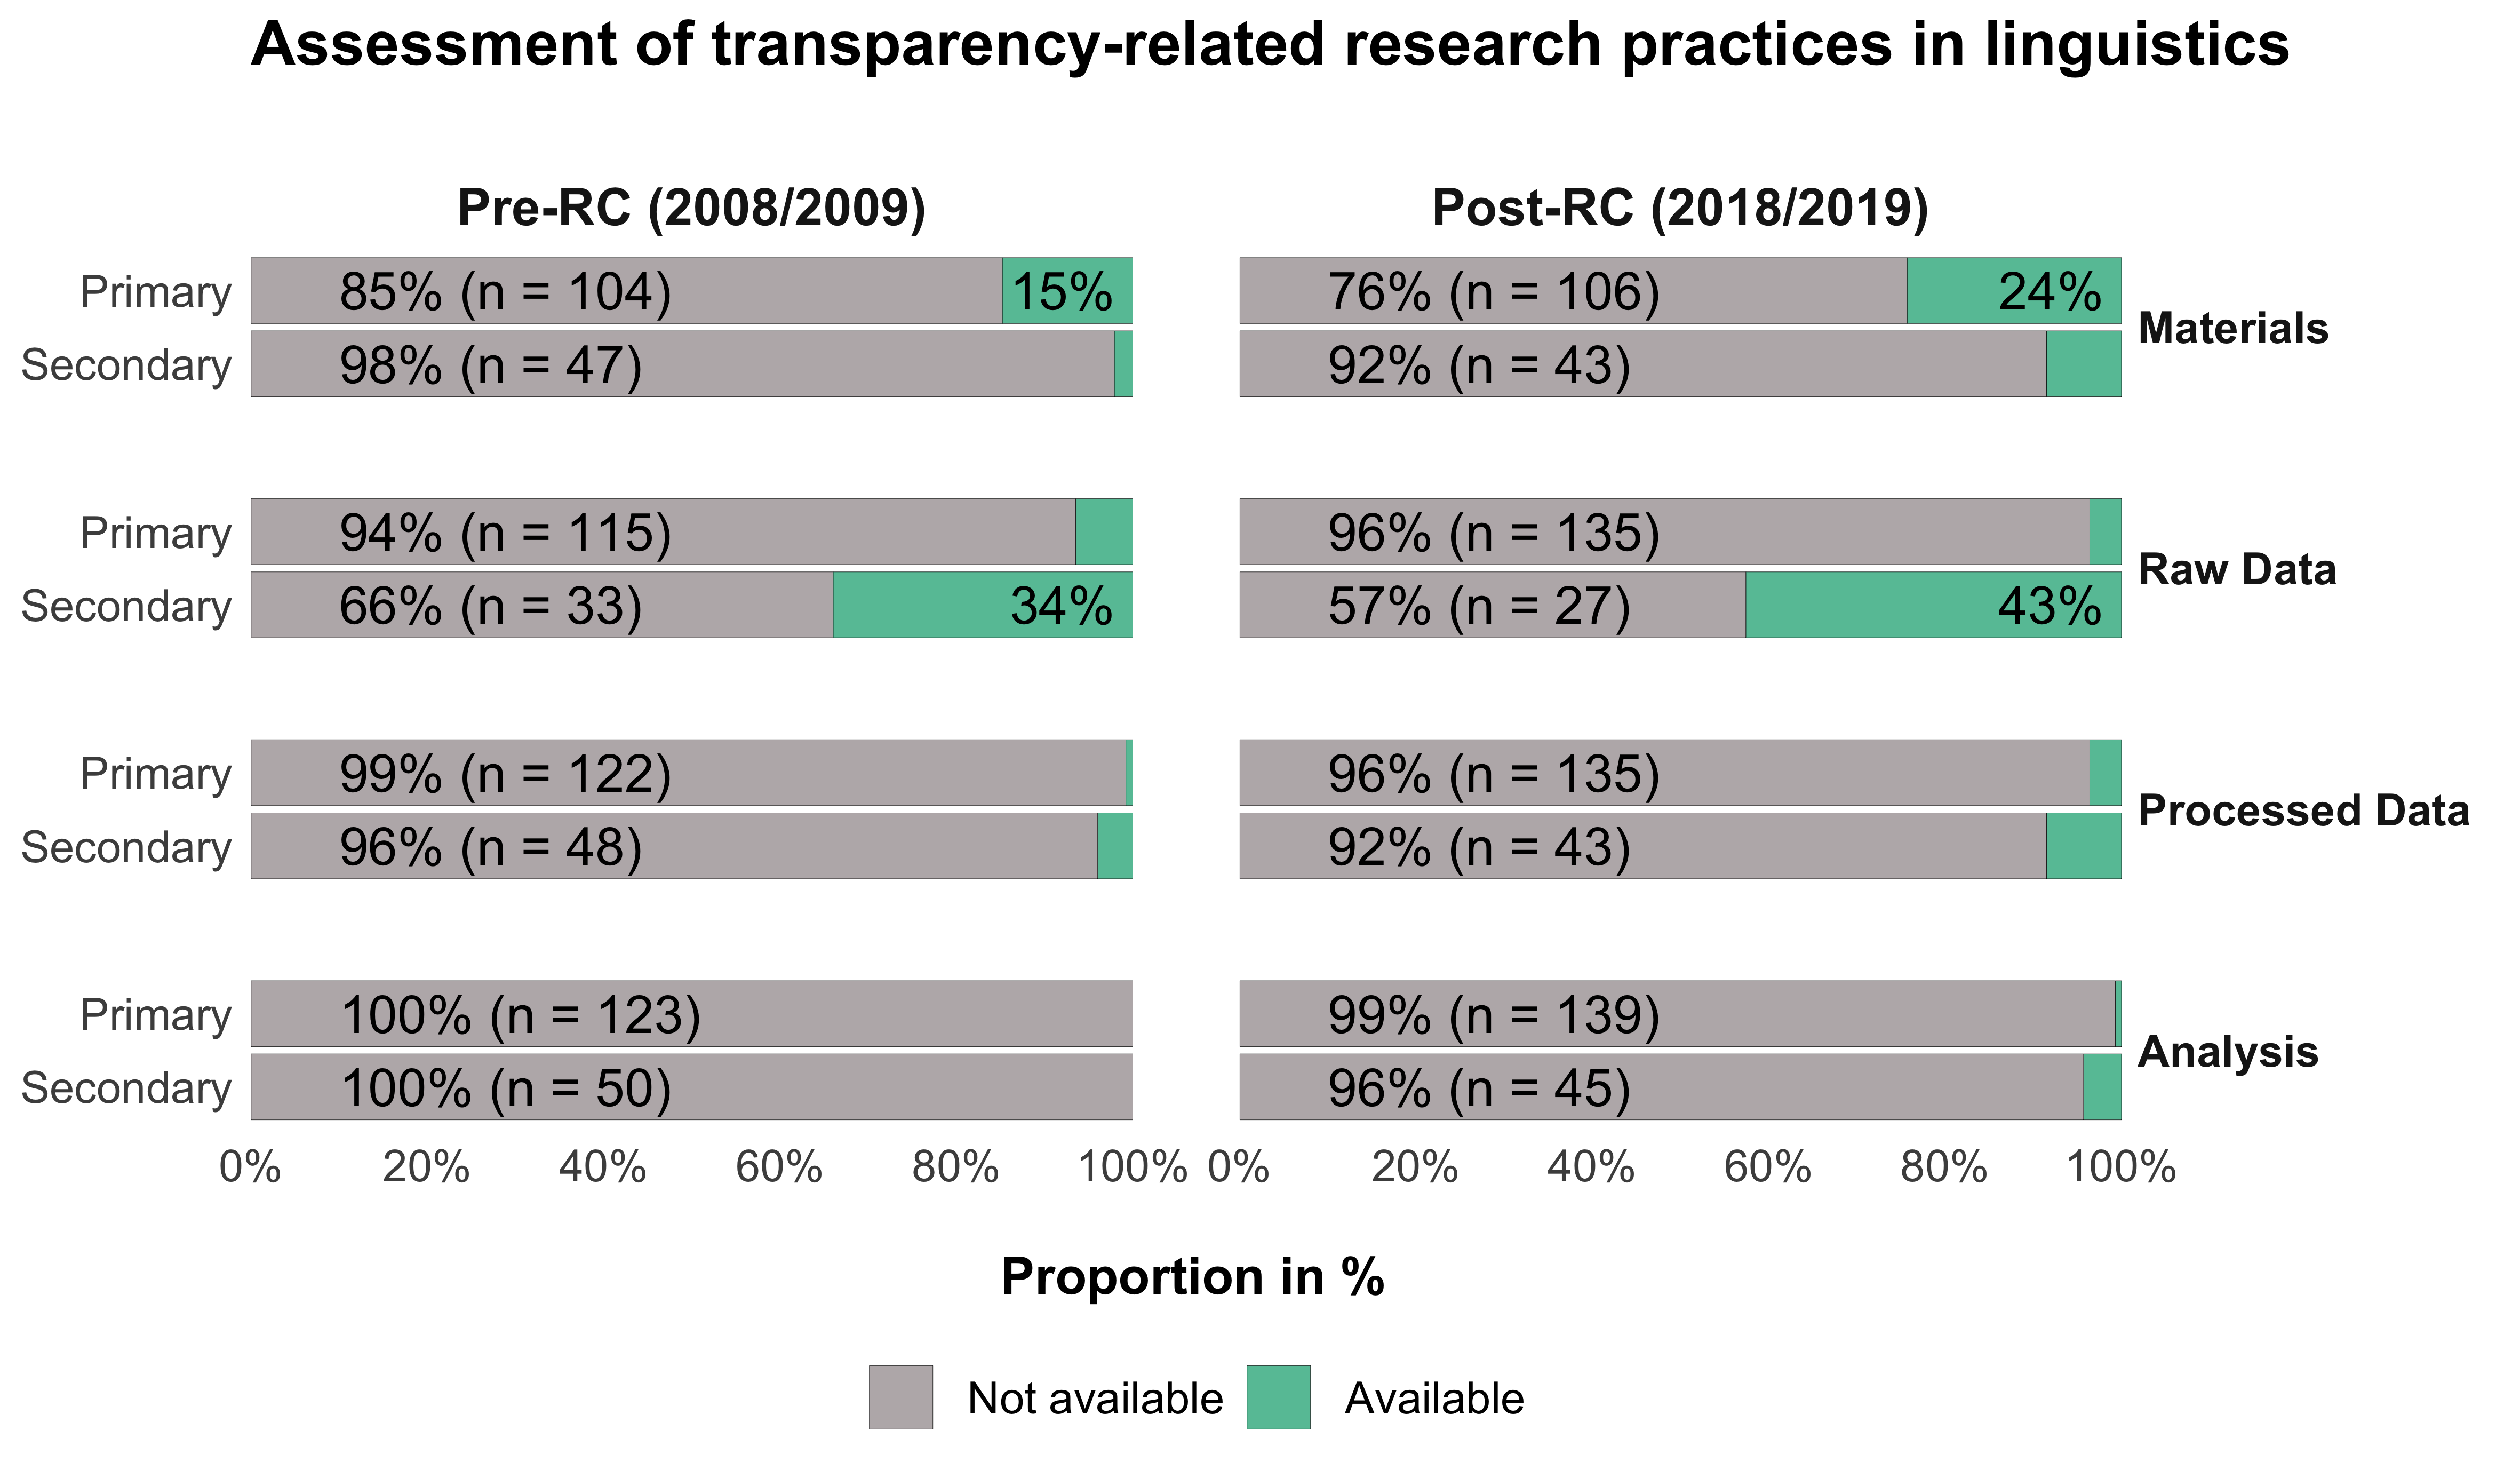 Assessment of transparency-related research practices in linguistics
Pre-RC (2008/2009)
Post-RC (2018/2019)
Primary
85% (n = 104)
15%
76% (n = 106)
24%
Materials
Secondary
98% (n = 47)
92% (n = 43)
Primary
94% (n = 115)
96% (n = 135)
Raw Data
Secondary
66% (n = 33)
34%
57% (n = 27)
43%
Primary
99% (n = 122)
96% (n = 135)
Processed Data
Secondary
96% (n = 48)
92% (n = 43)
Primary
100% (n = 123)
99% (n = 139)
Analysis
Secondary
100% (n = 50)
96% (n = 45)
0% 20% 40% 60% 80% 100% 0% 20% 40% 60% 80% 100%
Proportion in %
Not available Available